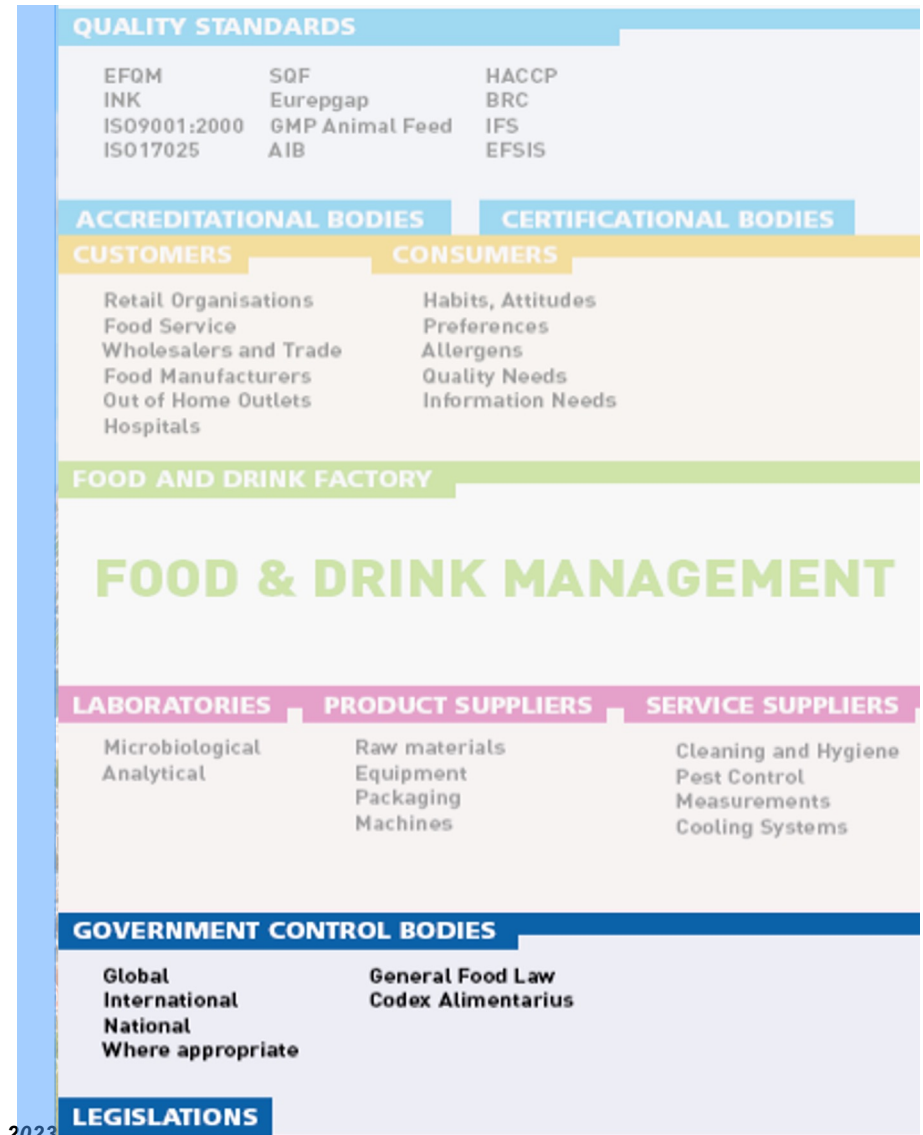 QUALITY STANDARDS
EFQM SQF HACCP
INK Eurepgap BRC
ISO9001:2000 GMP Animal Feed IFS
ISO17025 AIB EFSIS
ACCREDITATIONAL BODIES CERTIFICATIONAL BODIES
CUSTOMERS CONSUMERS
Retail Organisations Habits, Attitudes
Food Service Preferences
Wholesalers and Trade Allergens
Food Manufacturers Quality Needs
Out of Home Outlets Information Needs
Hospitals
FOOD AND DRINK FACTORY
FOOD & DRINK MANAGEMENT
LABORATORIES PRODUCT SUPPLIERS SERVICE SUPPLIERS
Microbiological Raw materials Cleaning and Hygiene
Analytical Equipment Pest Control
Packaging Measurements
Machines Cooling Systems
GOVERNMENT CONTROL BODIES
Global General Food Law
International Codex Alimentarius
National
Where appropriate
LEGISLATIONS
2023